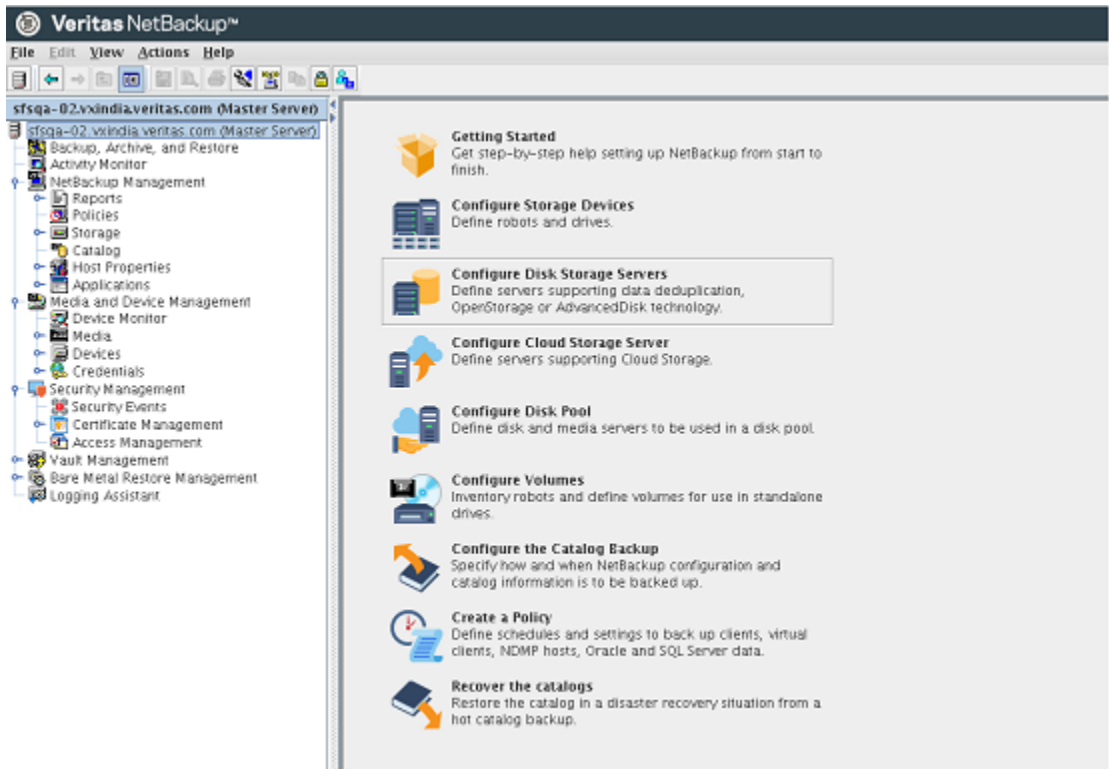 Veritas NetBackup™
File Edit View Actions Help
sfsqa-02.vxindia.veritas.com (Master Server)
sfsqa-02.vxindia.veritas.com (Master Server)
Backup, Archive, and Restore
Activity Monitor
NetBackup Management
Reports
Policies
Storage
Catalog
Host Properties
Applications
Media and Device Management
Device Monitor
Media
Devices
Credentials
Security Management
Security Events
Certificate Management
Access Management
Vault Management
Bare Metal Restore Management
Logging Assistant
Getting Started
Get step-by-step help setting up NetBackup from start to
finish.
Configure Storage Devices
Define robots and drives.
Configure Disk Storage Servers
Define servers supporting data deduplication,
OpenStorage or AdvancedDisk technology.
Configure Cloud Storage Server
Define servers supporting Cloud Storage.
Configure Disk Pool
Define disk and media servers to be used in a disk pool.
Configure Volumes
Inventory robots and define volumes for use in standalone
drives.
Configure the Catalog Backup
Specify how and when NetBackup configuration and
catalog information is to be backed up.
Create a Policy
Define schedules and settings to back up clients, virtual
clients, NDMP hosts, Oracle and SQL Server data.
Recover the catalogs
Restore the catalog in a disaster recovery situation from a
hot catalog backup.